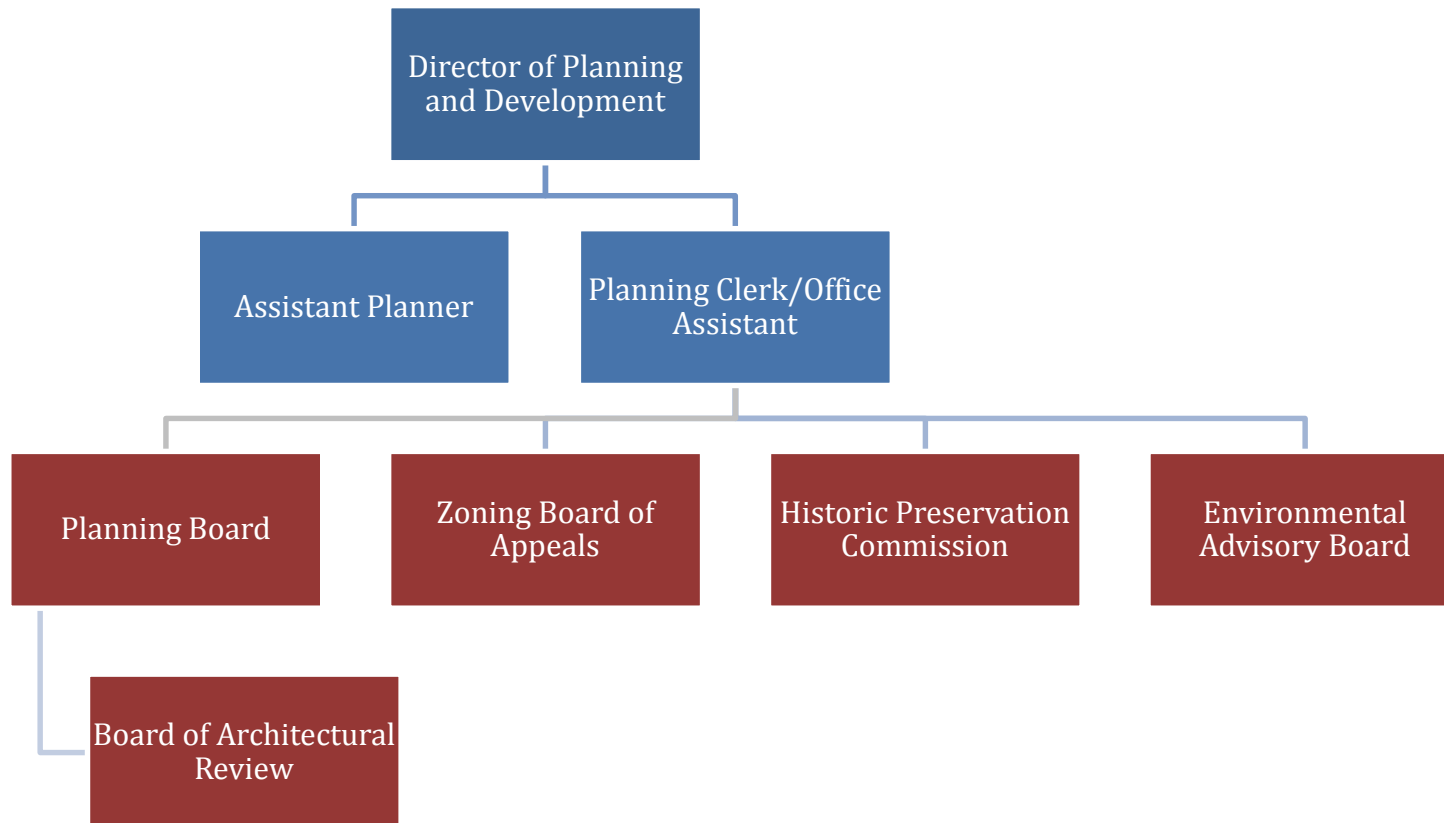 Director of Planning
and Development
Assistant Planner
Planning Clerk/Office
Assistant
Planning Board
Zoning Board of
Appeals
Historic Preservation
Commission
Environmental
Advisory Board
Board of Architectural
Review